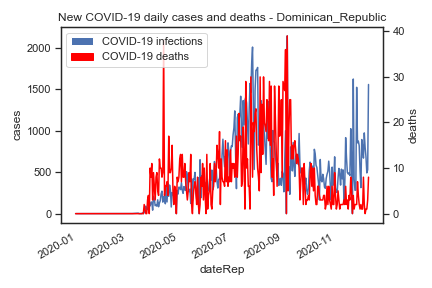 New COVID-19 daily cases and deaths - Dominican_Republic
COVID-19 infections
COVID-19 deaths
2000
1500
1000
500
0
cases
40
30
20
10
0
deaths
2020-01
2020-03
2020-05
2020-07
2020-09
2020-11
dateRep